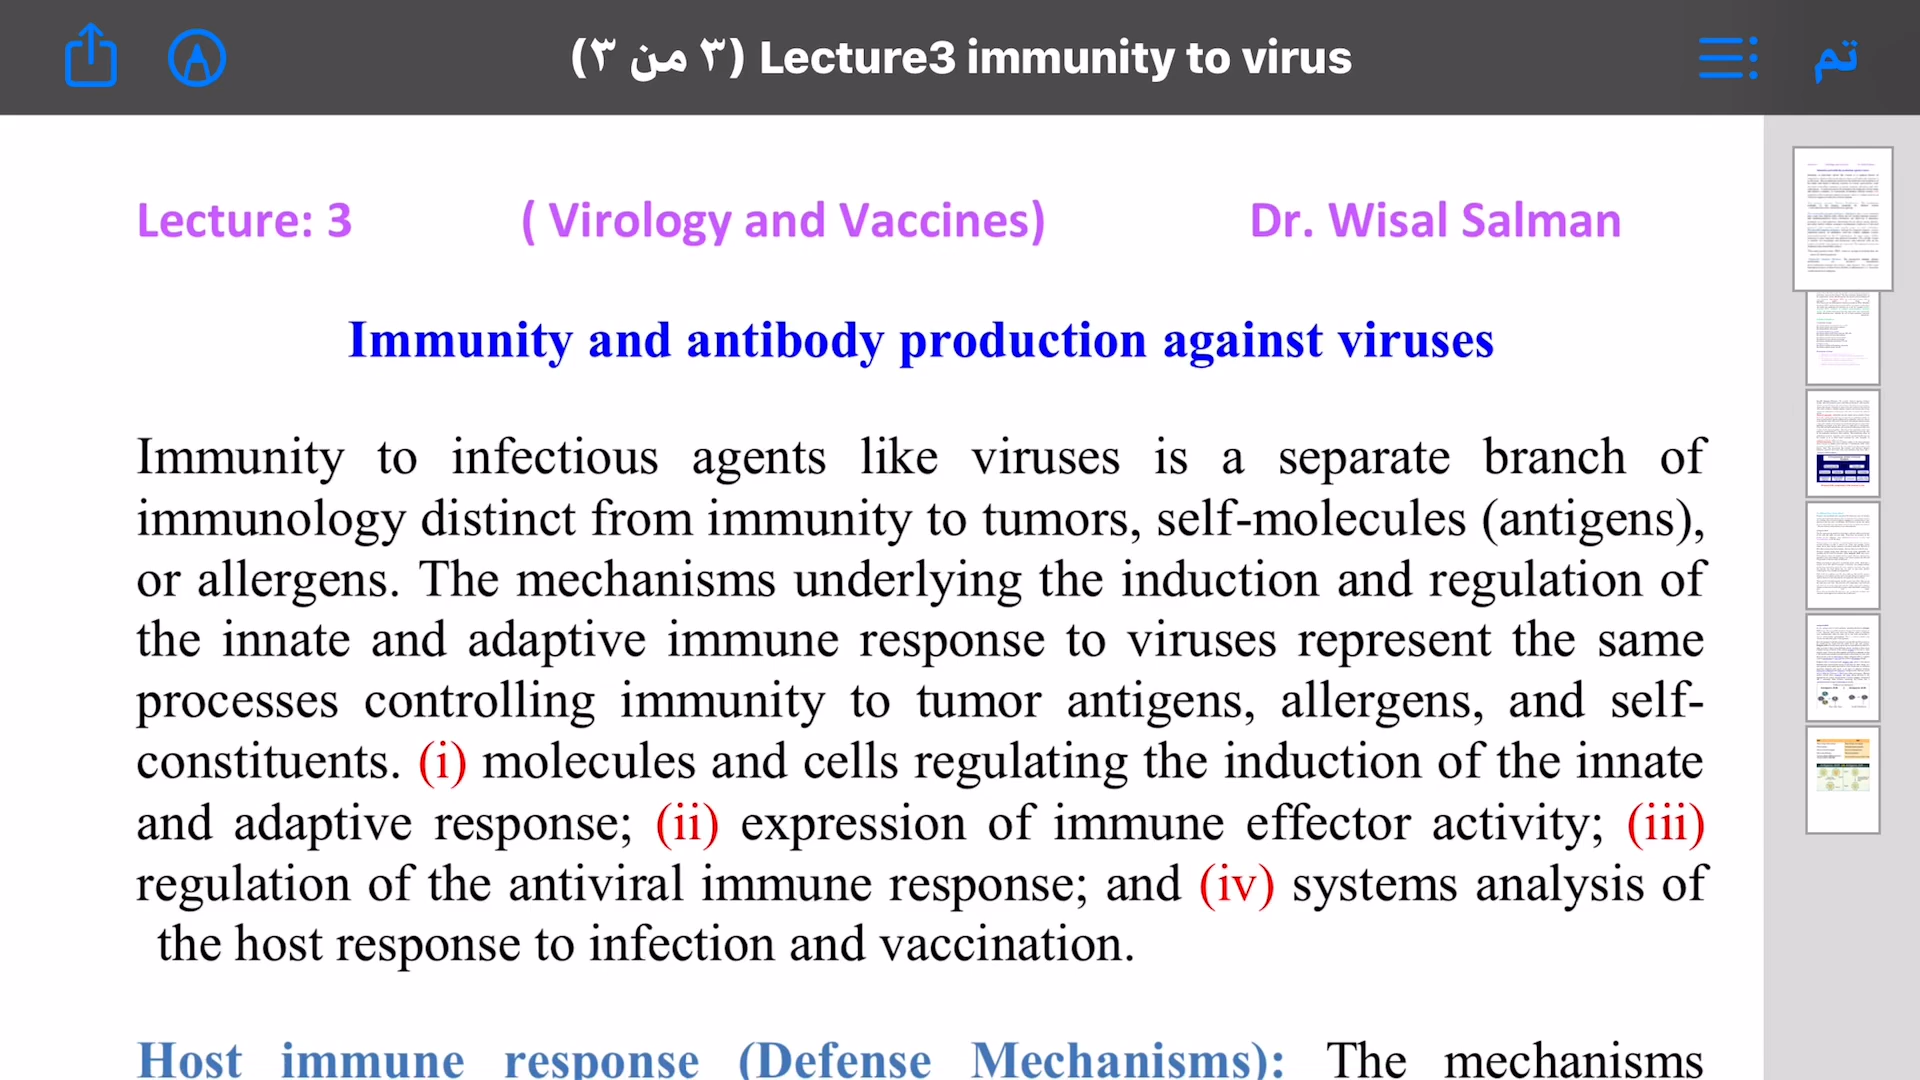 Lecture3 immunity to virus (٣ من ٣)
تم
Lecture: 3 ( Virology and Vaccines) Dr. Wisal Salman
Immunity and antibody production against viruses
Immunity to infectious agents like viruses is a separate branch of
immunology distinct from immunity to tumors, self-molecules (antigens),
or allergens. The mechanisms underlying the induction and regulation of
the innate and adaptive immune response to viruses represent the same
processes controlling immunity to tumor antigens, allergens, and self-
constituents. (i) molecules and cells regulating the induction of the innate
and adaptive response; (ii) expression of immune effector activity; (iii)
regulation of the antiviral immune response; and (iv) systems analysis of
the host response to infection and vaccination.
Host immune response (Defense Mechanisms): The mechanisms